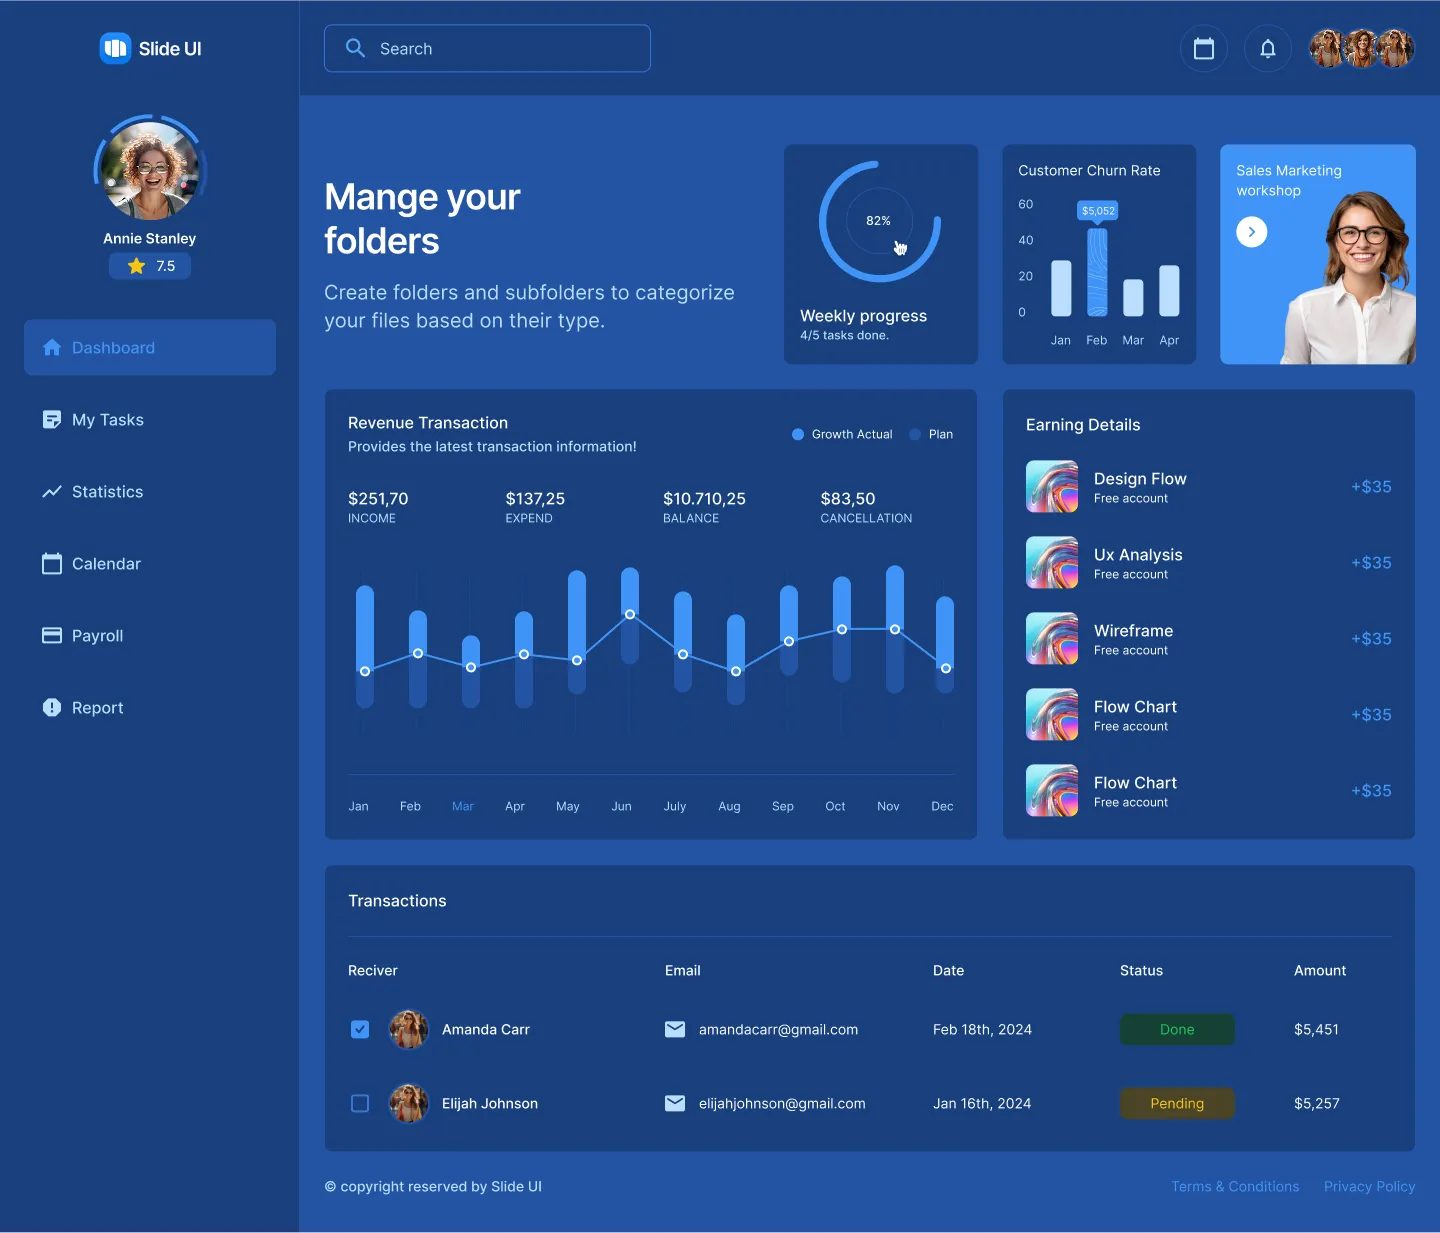 Slide UI
Search
Annie Stanley
7.5
Dashboard
My Tasks
Statistics
Calendar
Payroll
Report
Mange your
folders
Create folders and subfolders to categorize
your files based on their type.
82%
Weekly progress
4/5 tasks done.
Customer Churn Rate
60
$5,052
40
20
0
Jan Feb Mar Apr
Sales Marketing
workshop
Revenue Transaction
Provides the latest transaction information!
Growth Actual Plan
$251,70 $137,25 $10.710,25 $83,50
INCOME EXPEND BALANCE CANCELLATION
Jan Feb Mar Apr May Jun July Aug Sep Oct Nov Dec
Earning Details
Design Flow
Free account
+$35
Ux Analysis
Free account
+$35
Wireframe
Free account
+$35
Flow Chart
Free account
+$35
Flow Chart
Free account
+$35
Transactions
Reciver Email Date Status Amount
Amanda Carr amandacarr@gmail.com Feb 18th, 2024 Done $5,451
Elijah Johnson elijahjohnson@gmail.com Jan 16th, 2024 Pending $5,257
© copyright reserved by Slide UI
Terms & Conditions Privacy Policy